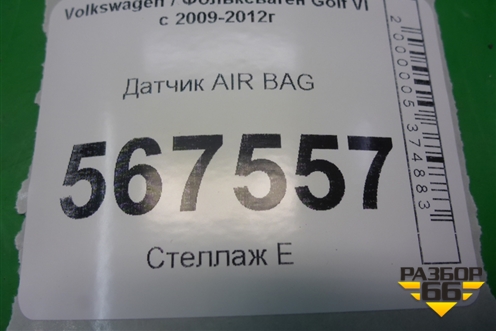 Volkswagen / Фольксваген Golf VI
с 2009-2012г
Датчик AIR BAG
567557
Стеллаж Е
2000005374883
РАЗБОР
66